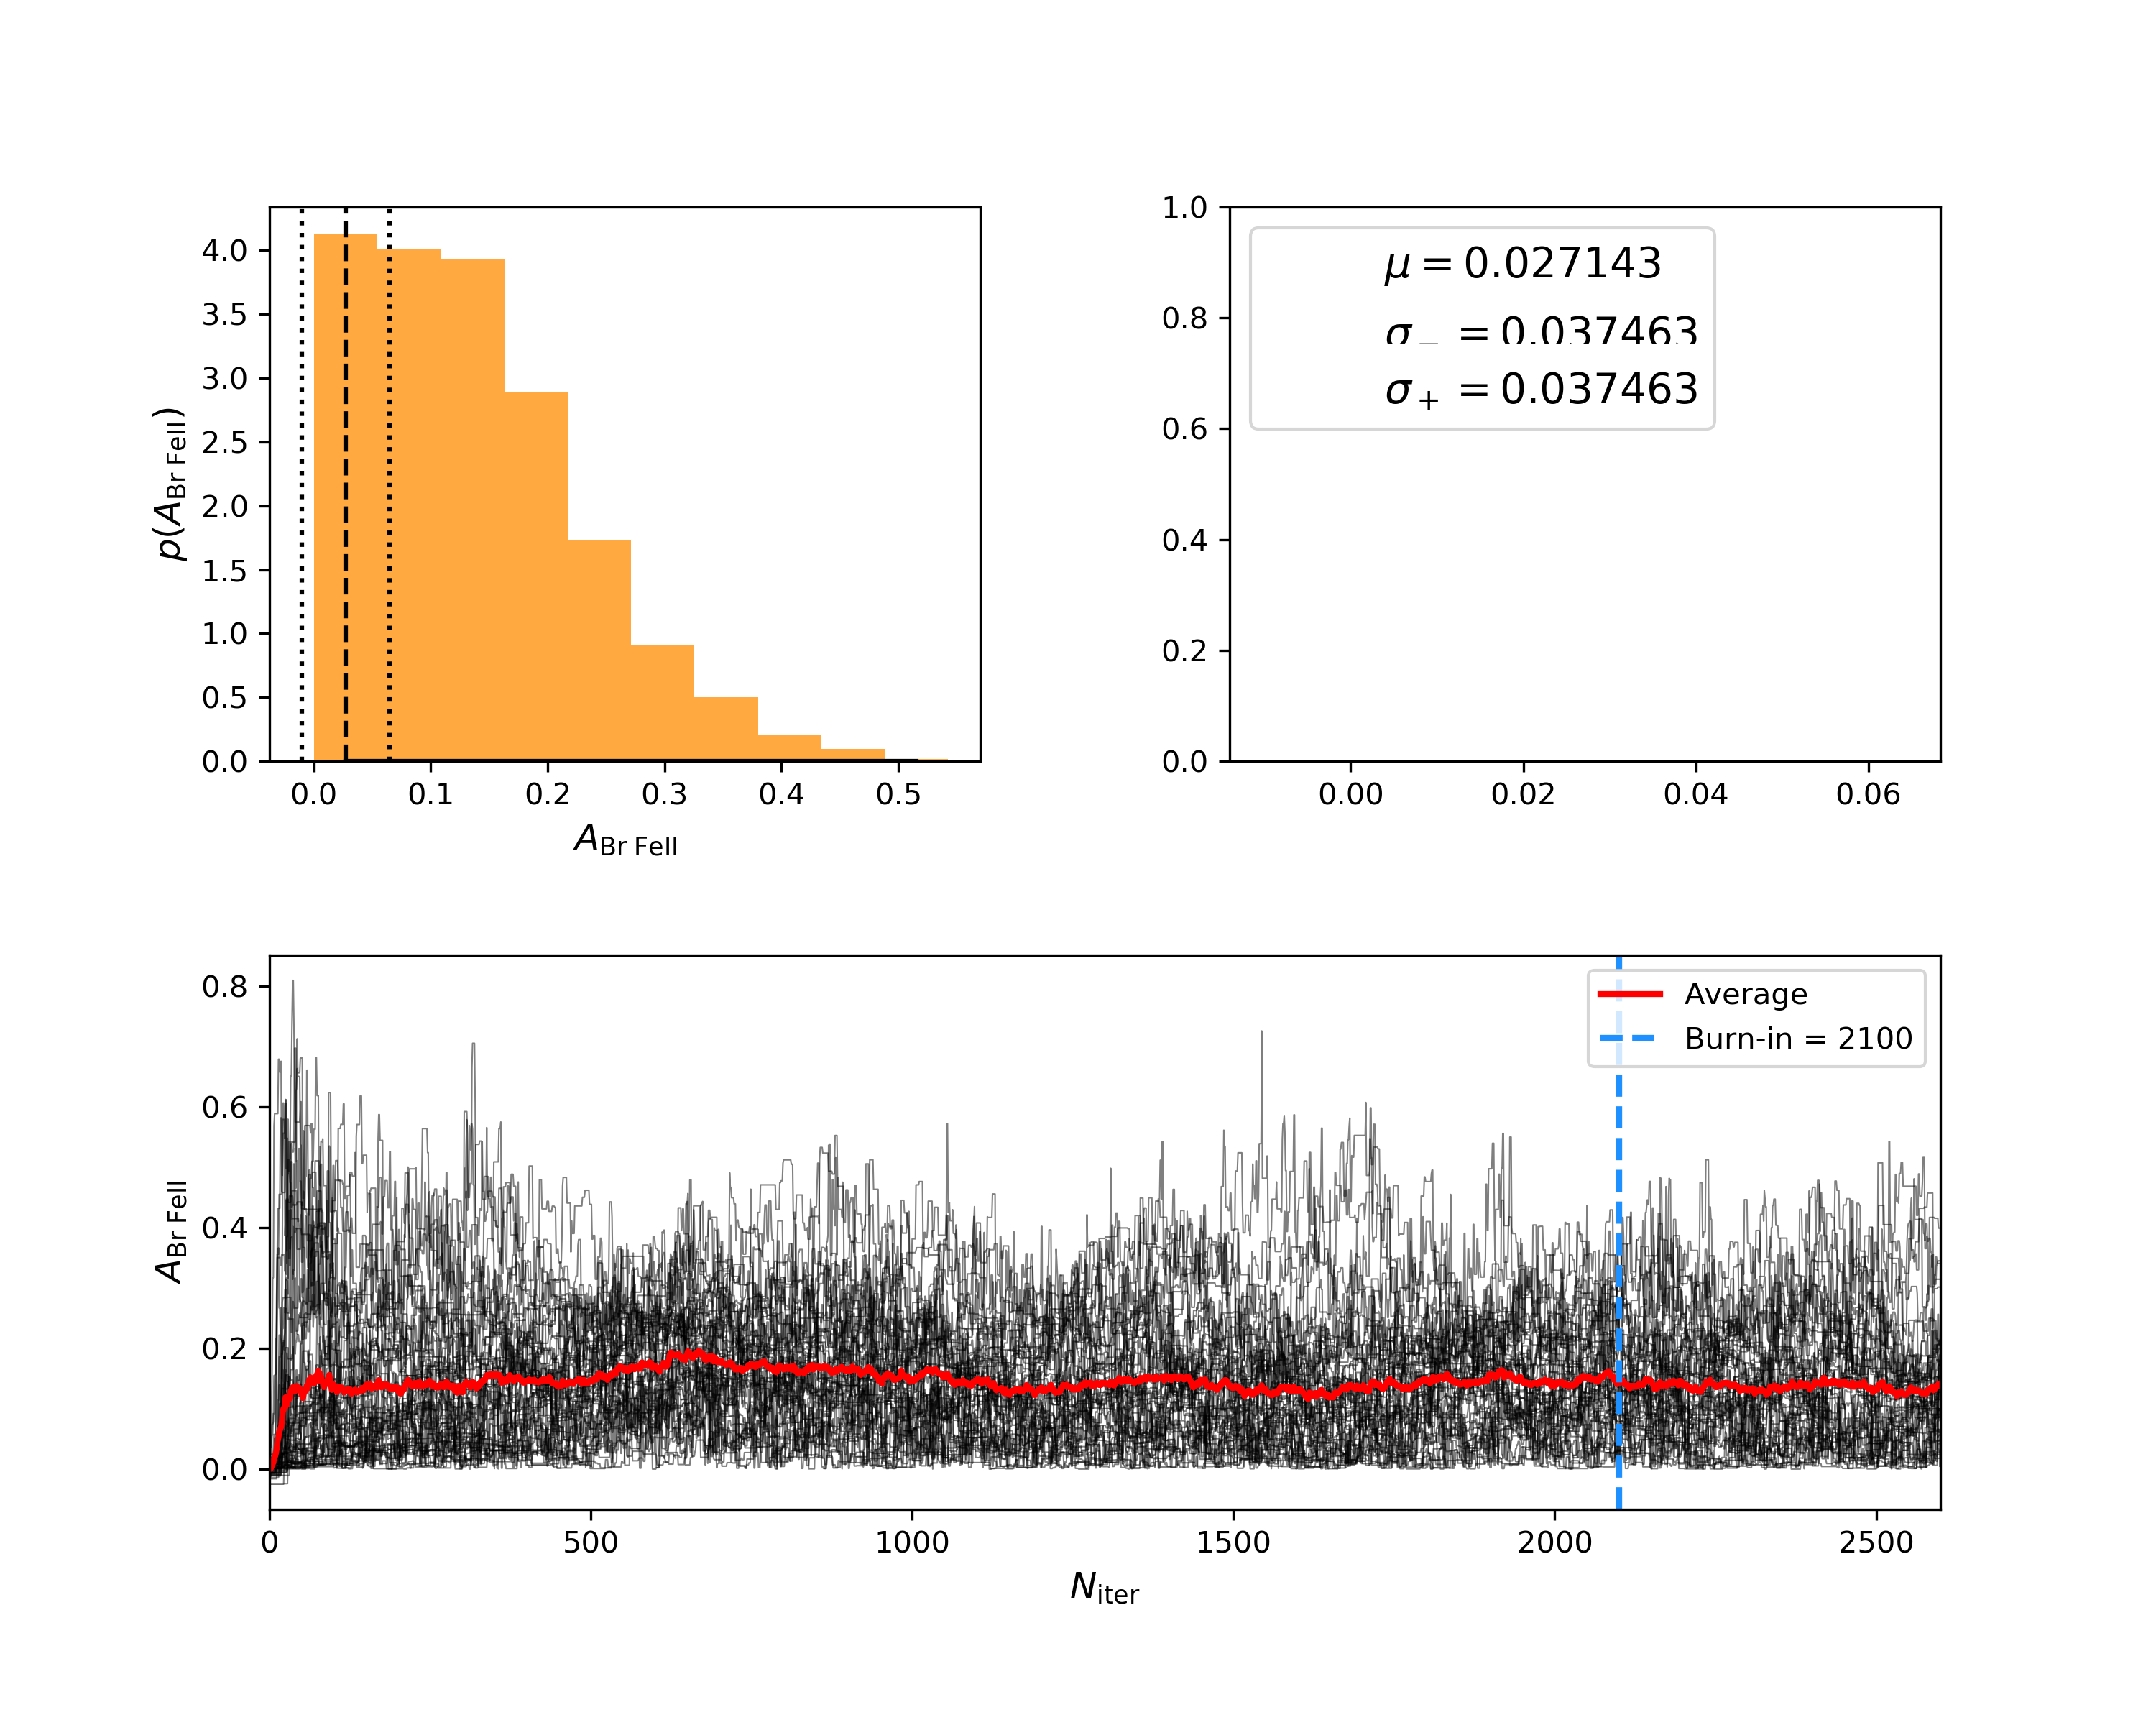 4.0
3.5
3.0
2.5
2.0
1.5
1.0
0.5
0.0
p(A_Br FeII)
0.0 0.1 0.2 0.3 0.4 0.5
A_Br FeII
1.0
0.8
0.6
0.4
0.2
0.0
μ = 0.027143
σ_− = 0.037463
σ_+ = 0.037463
0.00 0.02 0.04 0.06
0.8
0.6
0.4
0.2
0.0
A_Br FeII
Average
Burn-in = 2100
0 500 1000 1500 2000 2500
N_iter